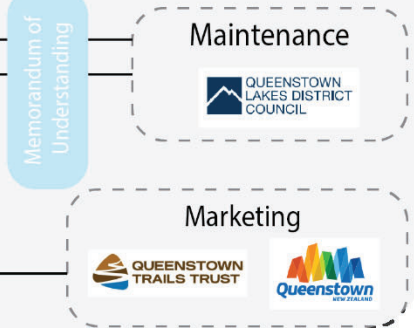 Memorandum of
Understanding
Maintenance
QUEENSTOWN
LAKES DISTRICT
COUNCIL
Marketing
QUEENSTOWN
TRAILS TRUST
Queenstown
NEW ZEALAND